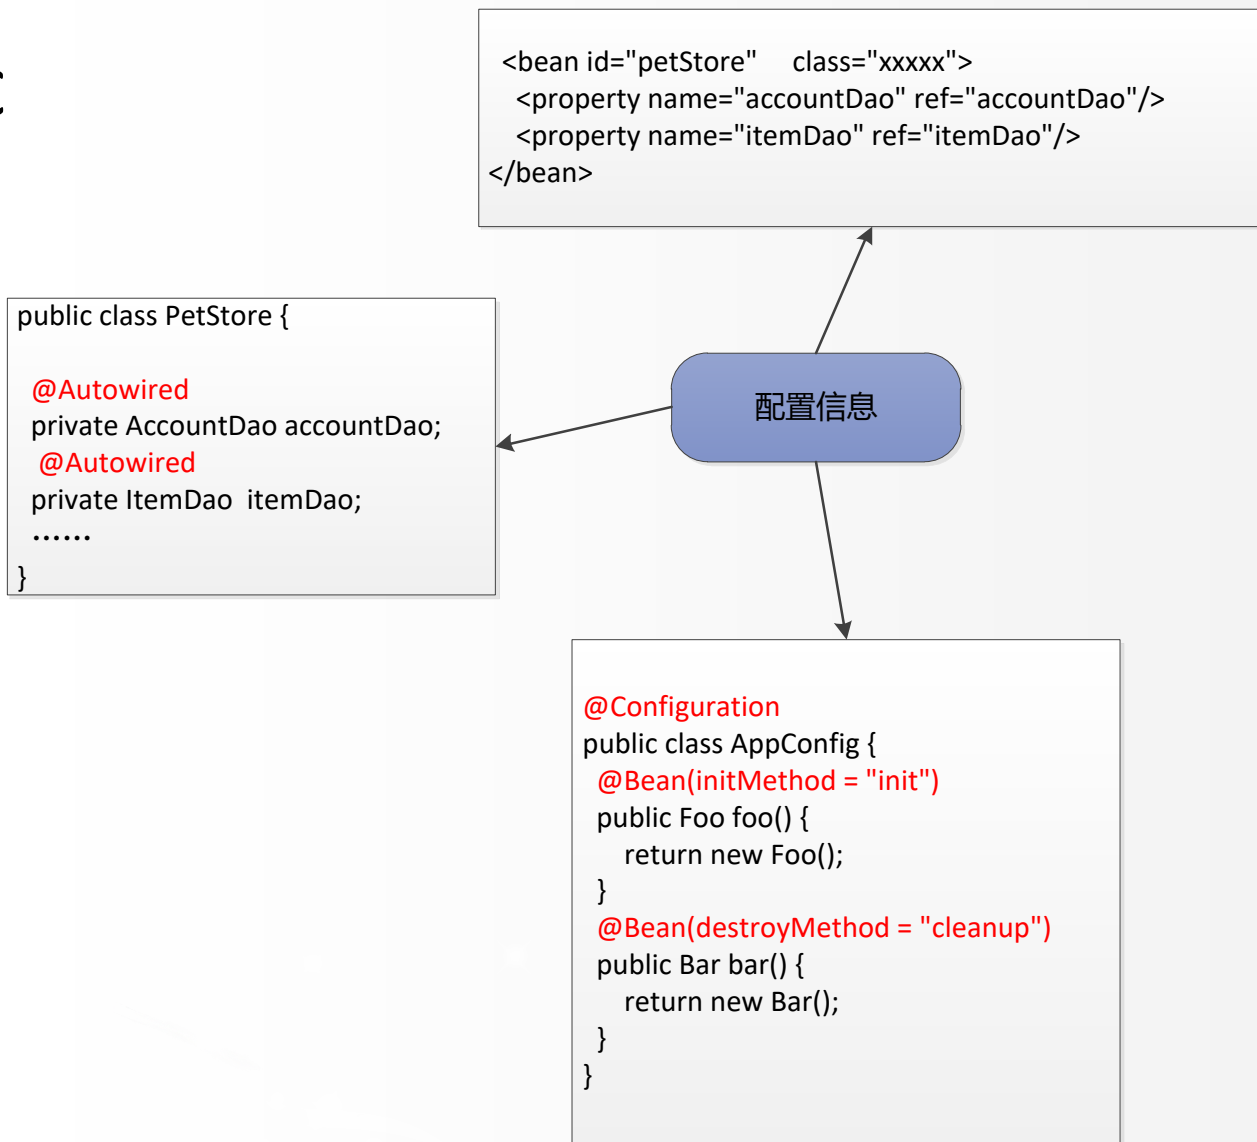 <bean id="petStore" class="xxxxx">
<property name="accountDao" ref="accountDao"/>
<property name="itemDao" ref="itemDao"/>
</bean>
public class PetStore {
@Autowired
private AccountDao accountDao;
@Autowired
private ItemDao itemDao;
......
}
配置信息
@Configuration
public class AppConfig {
@Bean(initMethod = "init")
public Foo foo() {
return new Foo();
}
@Bean(destroyMethod = "cleanup")
public Bar bar() {
return new Bar();
}
}